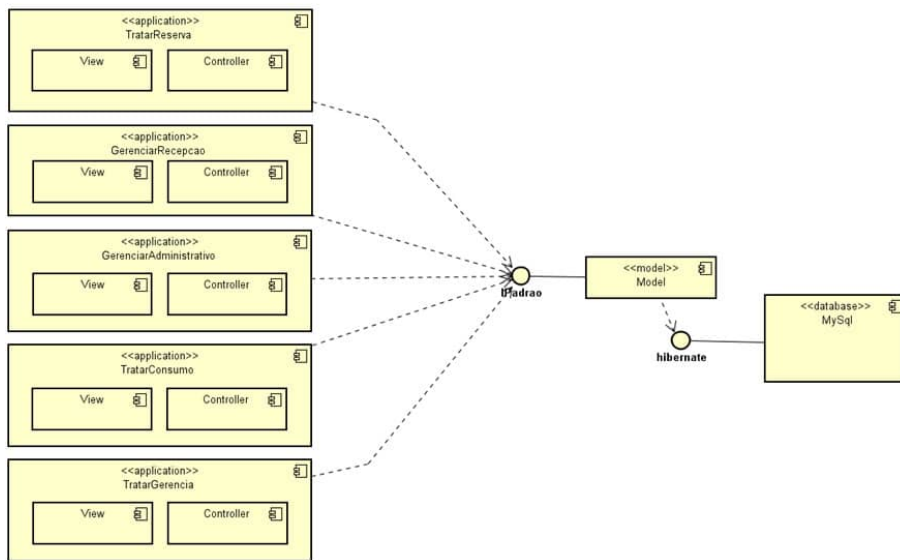 <<application>>
TratarReserva
View
Controller
<<application>>
GerenciarRecepcao
View
Controller
<<application>>
GerenciarAdministrativo
View
Controller
<<application>>
TratarConsumo
View
Controller
<<application>>
TratarGerencia
View
Controller
IPadrao
<<model>>
Model
hibernate
<<database>>
MySql